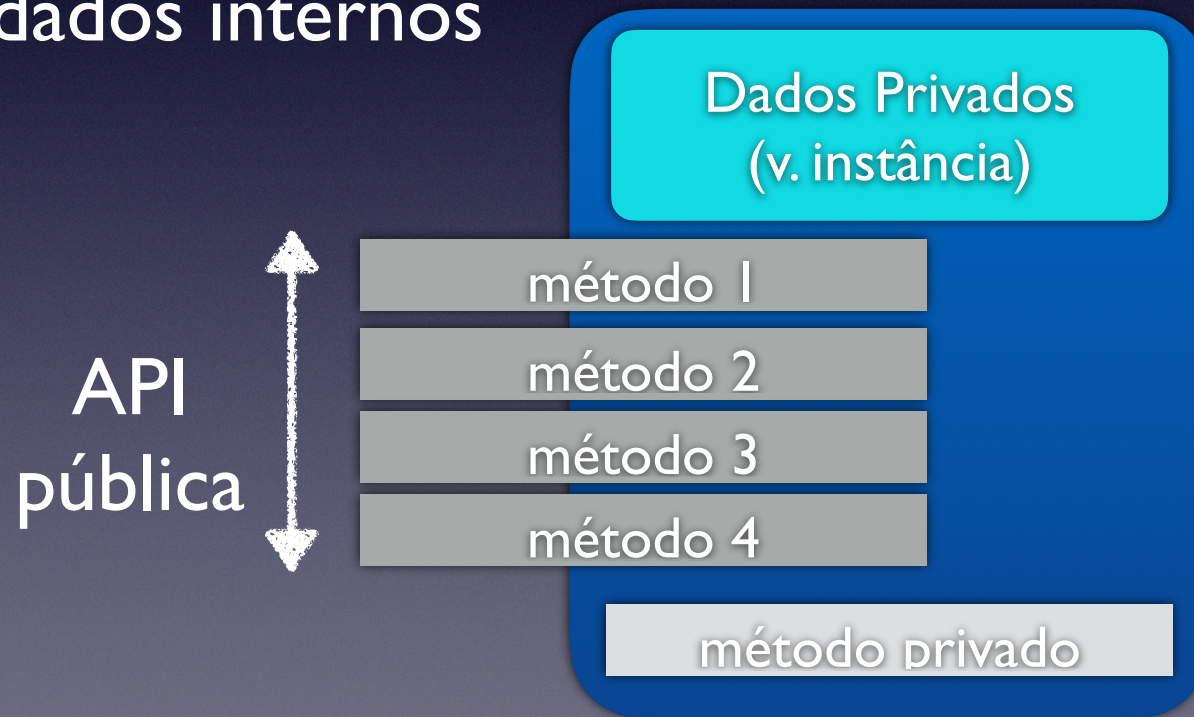 dados internos
Dados Privados
(v. instância)
método 1
método 2
método 3
método 4
API
pública
método privado